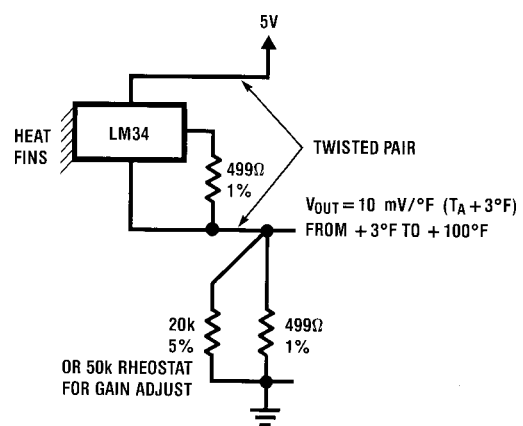 5V
HEAT
FINS
LM34
TWISTED PAIR
499Ω
1%
VOUT = 10 mV/°F (TA + 3°F)
FROM + 3°F TO + 100°F
20k
5%
499Ω
1%
OR 50k RHEOSTAT
FOR GAIN ADJUST